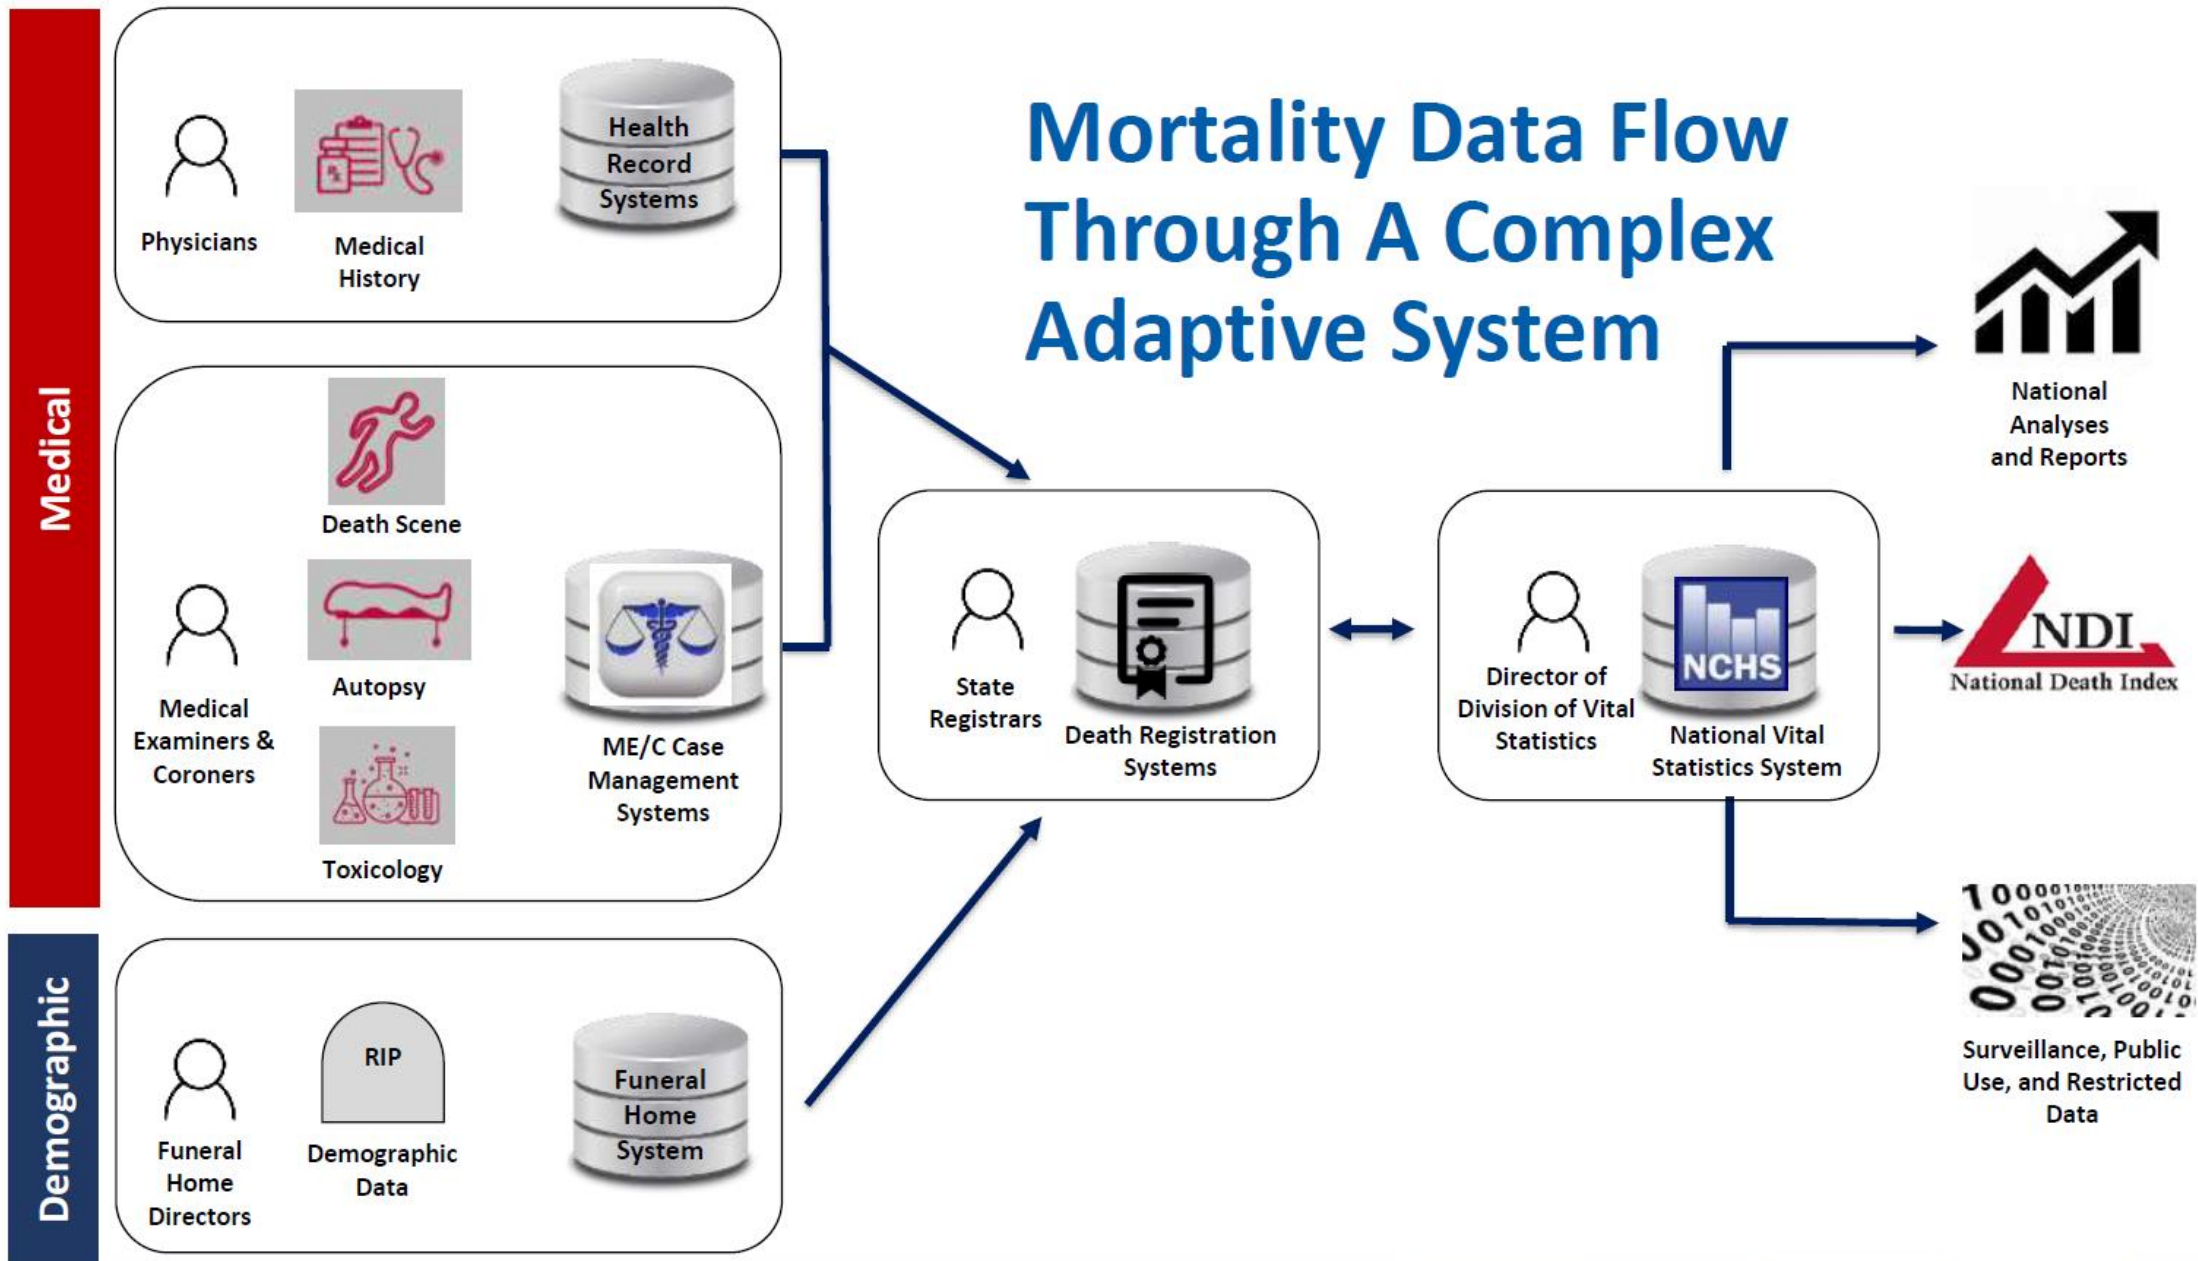 Mortality Data Flow
Through A Complex
Adaptive System
Medical
Physicians
Medical
History
Health
Record
Systems
Death Scene
Autopsy
Toxicology
Medical
Examiners &
Coroners
ME/C Case
Management
Systems
Demographic
Funeral
Home
Directors
RIP
Demographic
Data
Funeral
Home
System
State
Registrars
Death Registration
Systems
Director of
Division of Vital
Statistics
NCHS
National Vital
Statistics System
National
Analyses
and Reports
NDI
National Death Index
Surveillance, Public
Use, and Restricted
Data